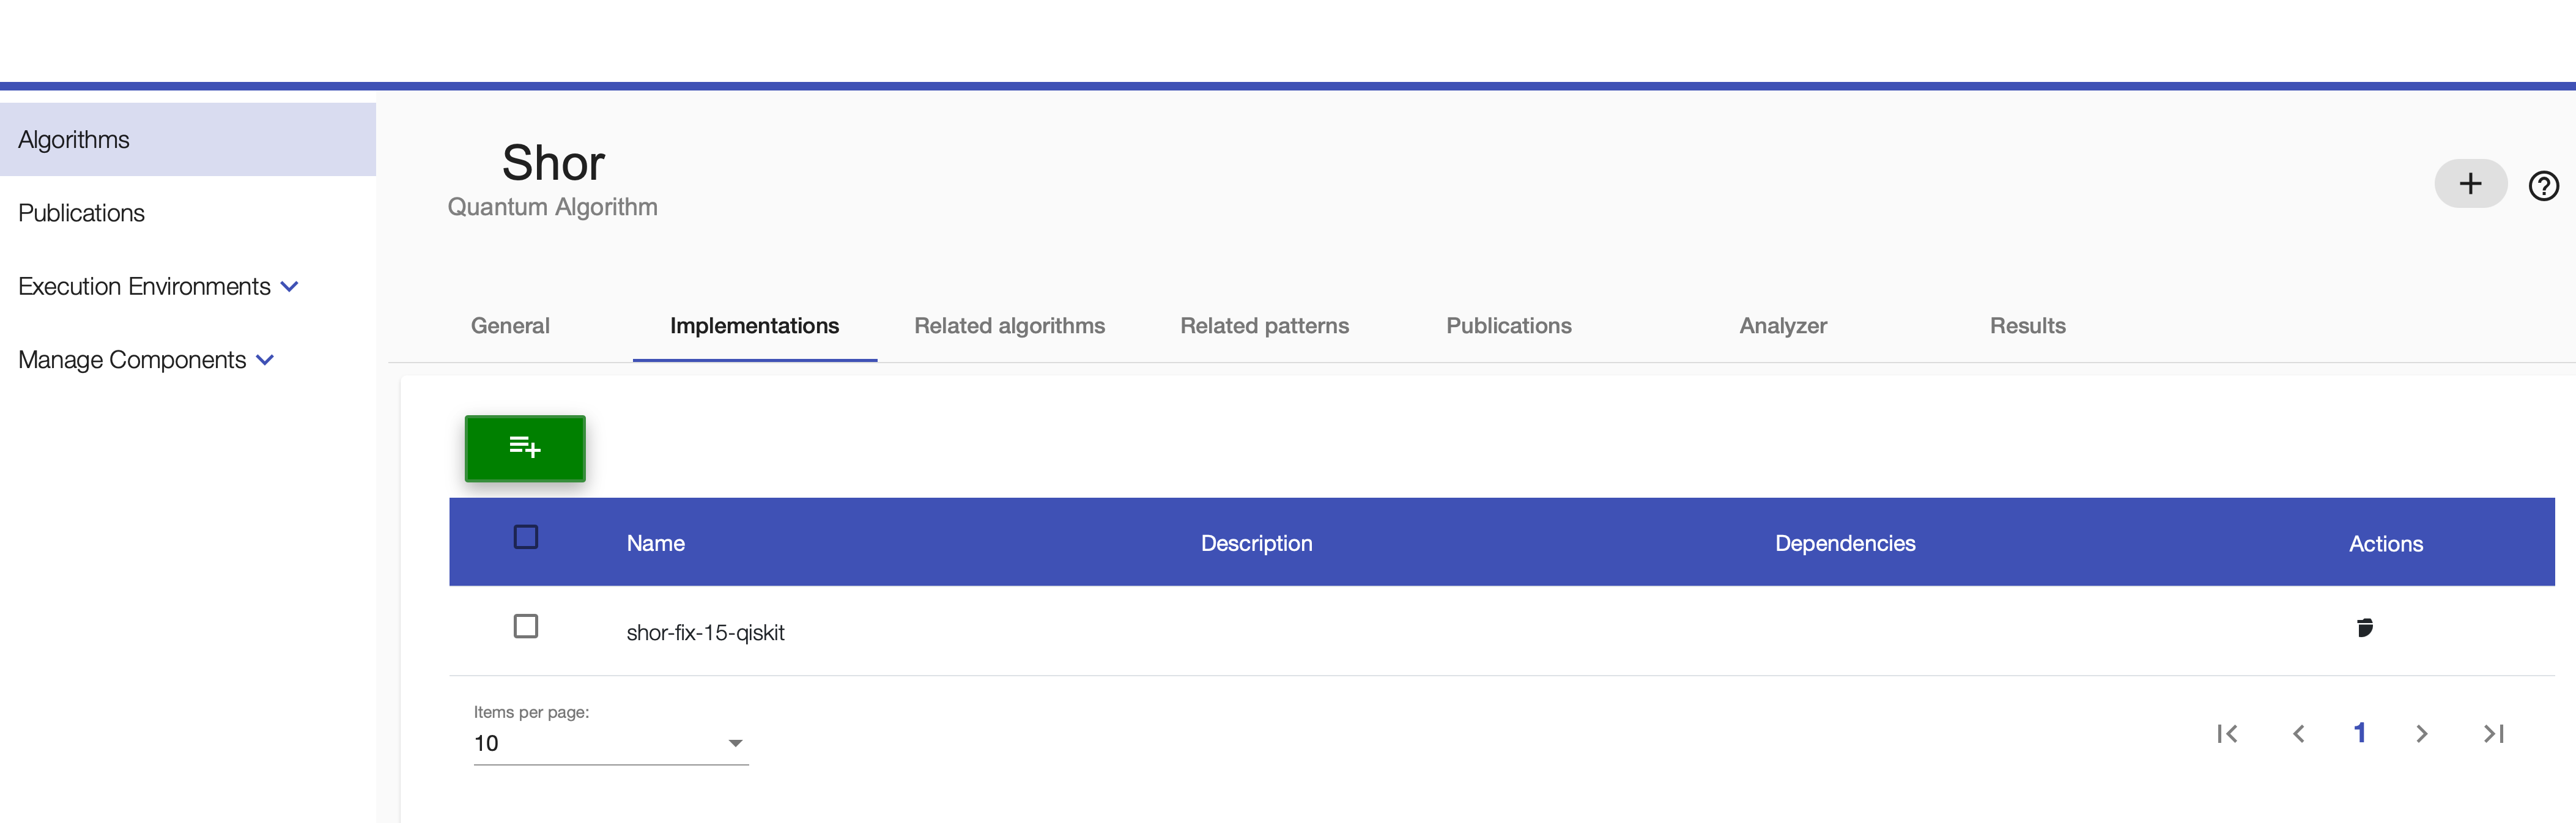 Algorithms
Publications
Execution Environments
Manage Components
Shor
Quantum Algorithm
General Implementations Related algorithms Related patterns Publications Analyzer Results
Name Description Dependencies Actions
shor-fix-15-qiskit
Items per page:
10
1